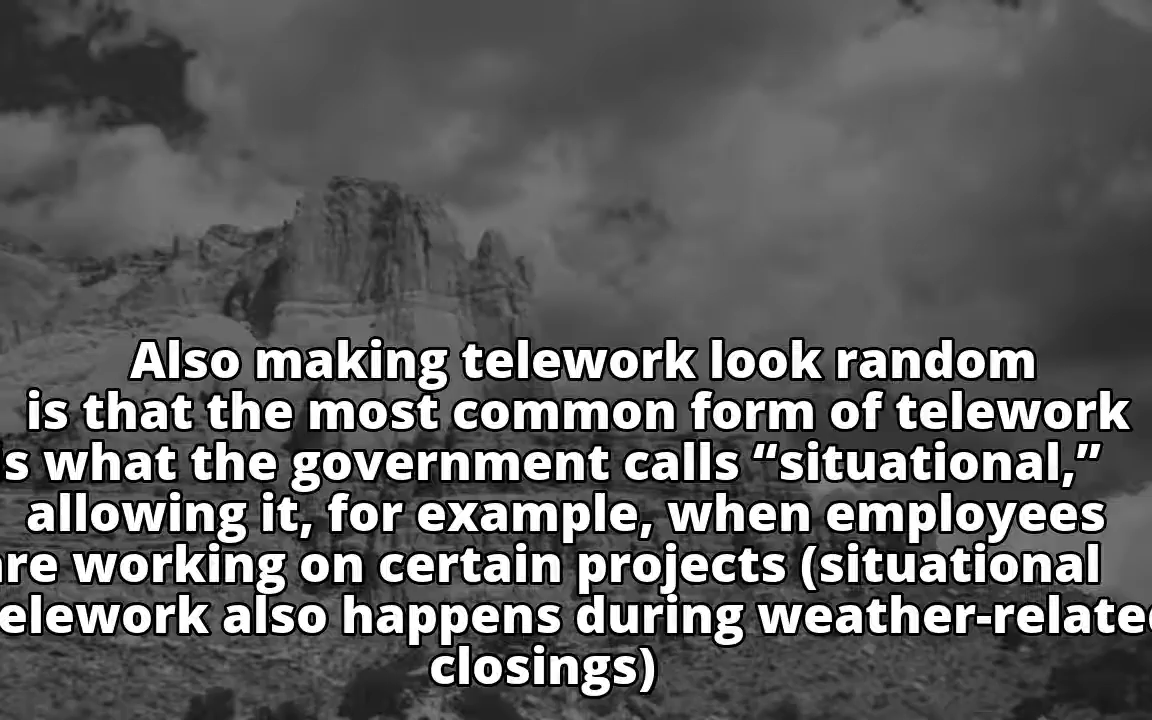 Also making telework look random
is that the most common form of telework
is what the government calls “situational,”
allowing it, for example, when employees
are working on certain projects (situational
telework also happens during weather-related
closings)